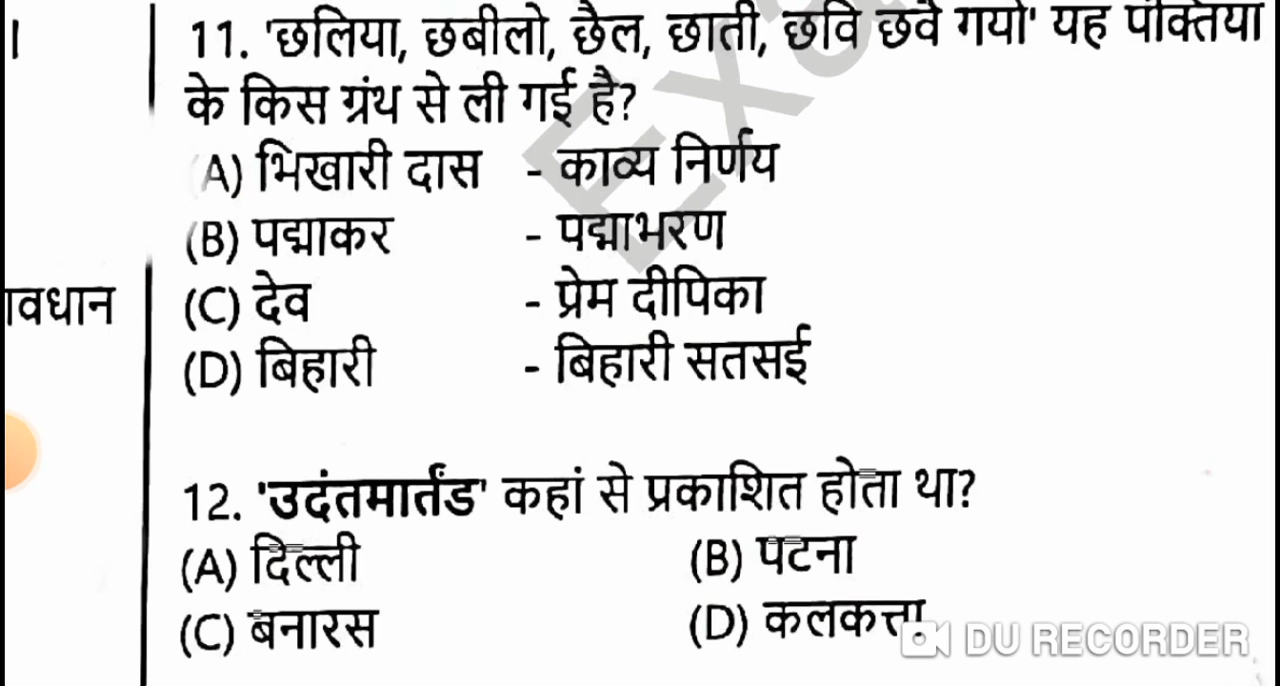 ।
11. 'छलिया, छबीलो, छैल, छाती, छवि छवै गयो' यह पंक्तिया
के किस ग्रंथ से ली गई है?
A) भिखारी दास - काव्य निर्णय
(B) पद्माकर - पद्माभरण
ावधान
(C) देव - प्रेम दीपिका
(D) बिहारी - बिहारी सतसई
12. 'उदंतमार्तंड' कहां से प्रकाशित होता था?
(A) दिल्ली (B) पटना
(C) बनारस (D) कलकत्ता
DU RECORDER